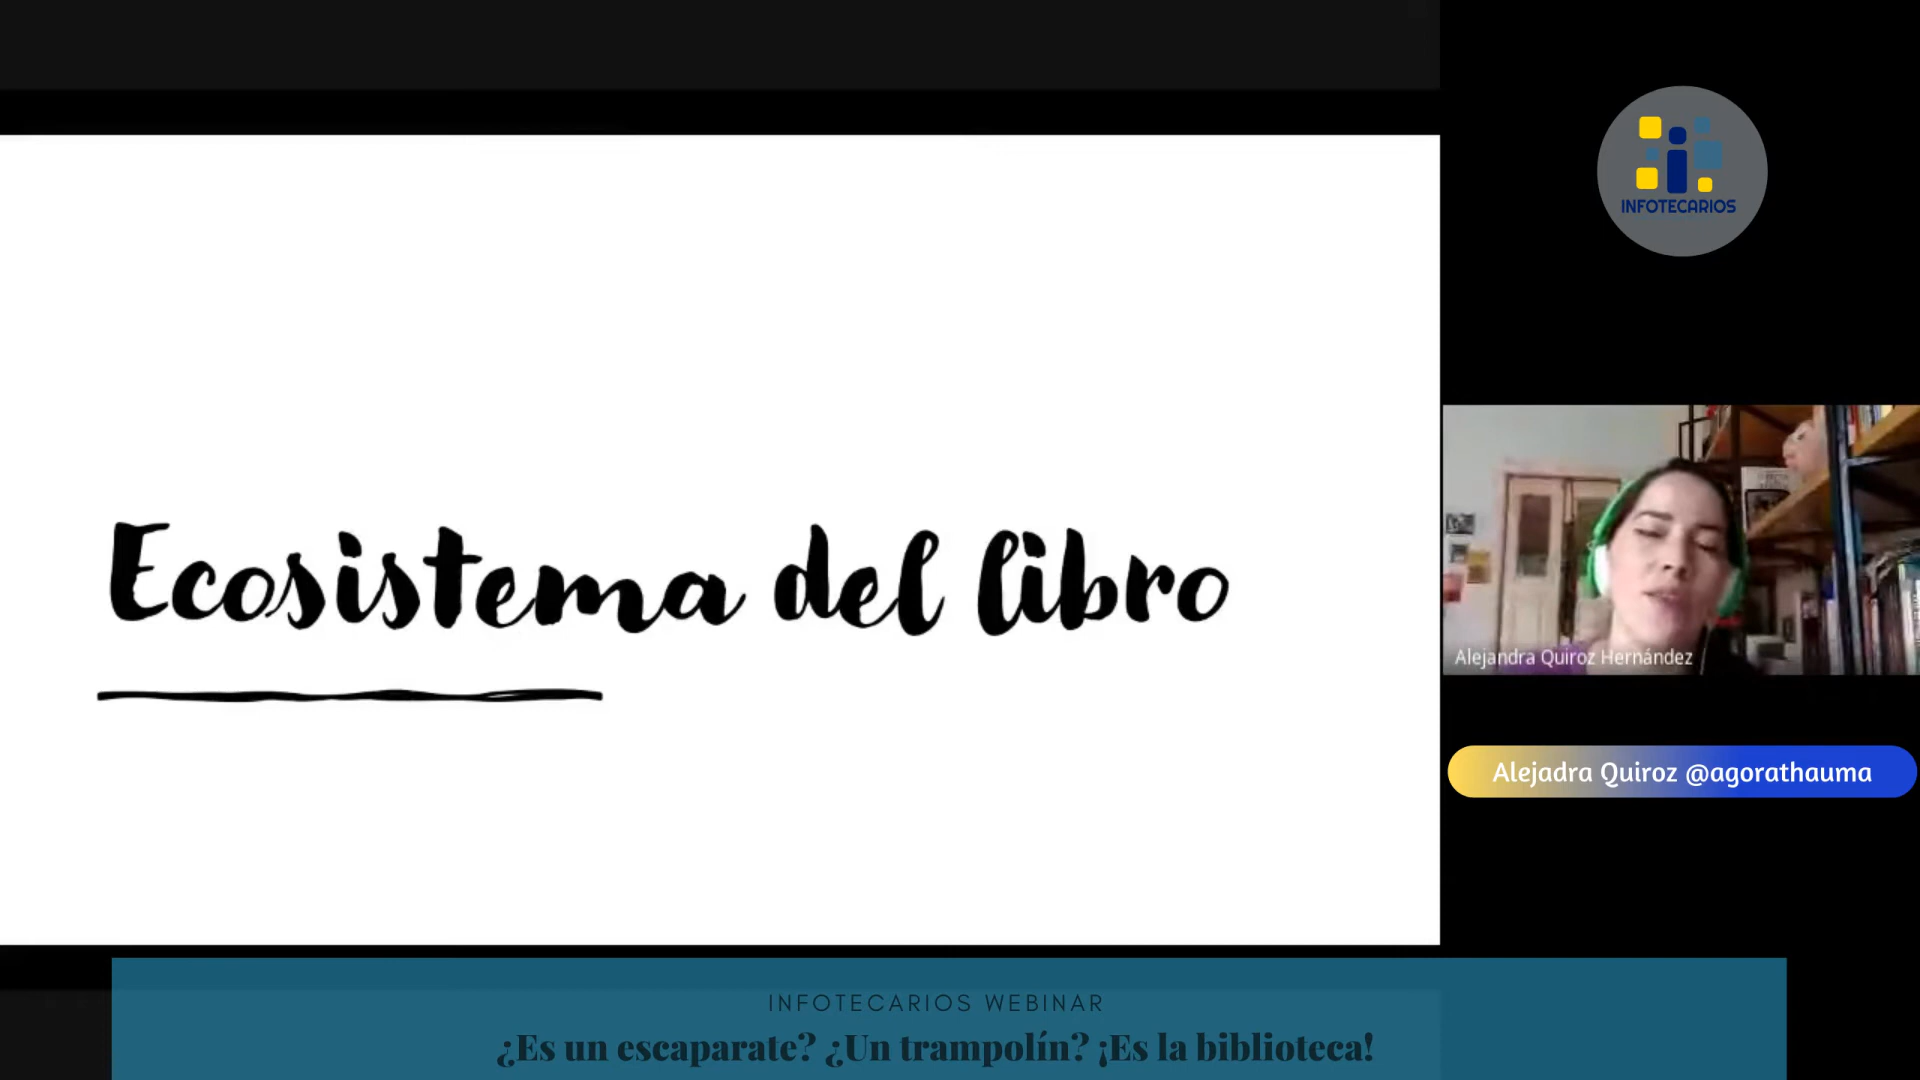 Ecosistema del libro
INFOTECARIOS
Alejandra Quiroz Hernández
Alejadra Quiroz @agorathauma
INFOTECARIOS WEBINAR
¿Es un escaparate? ¿Un trampolín? ¡Es la biblioteca!